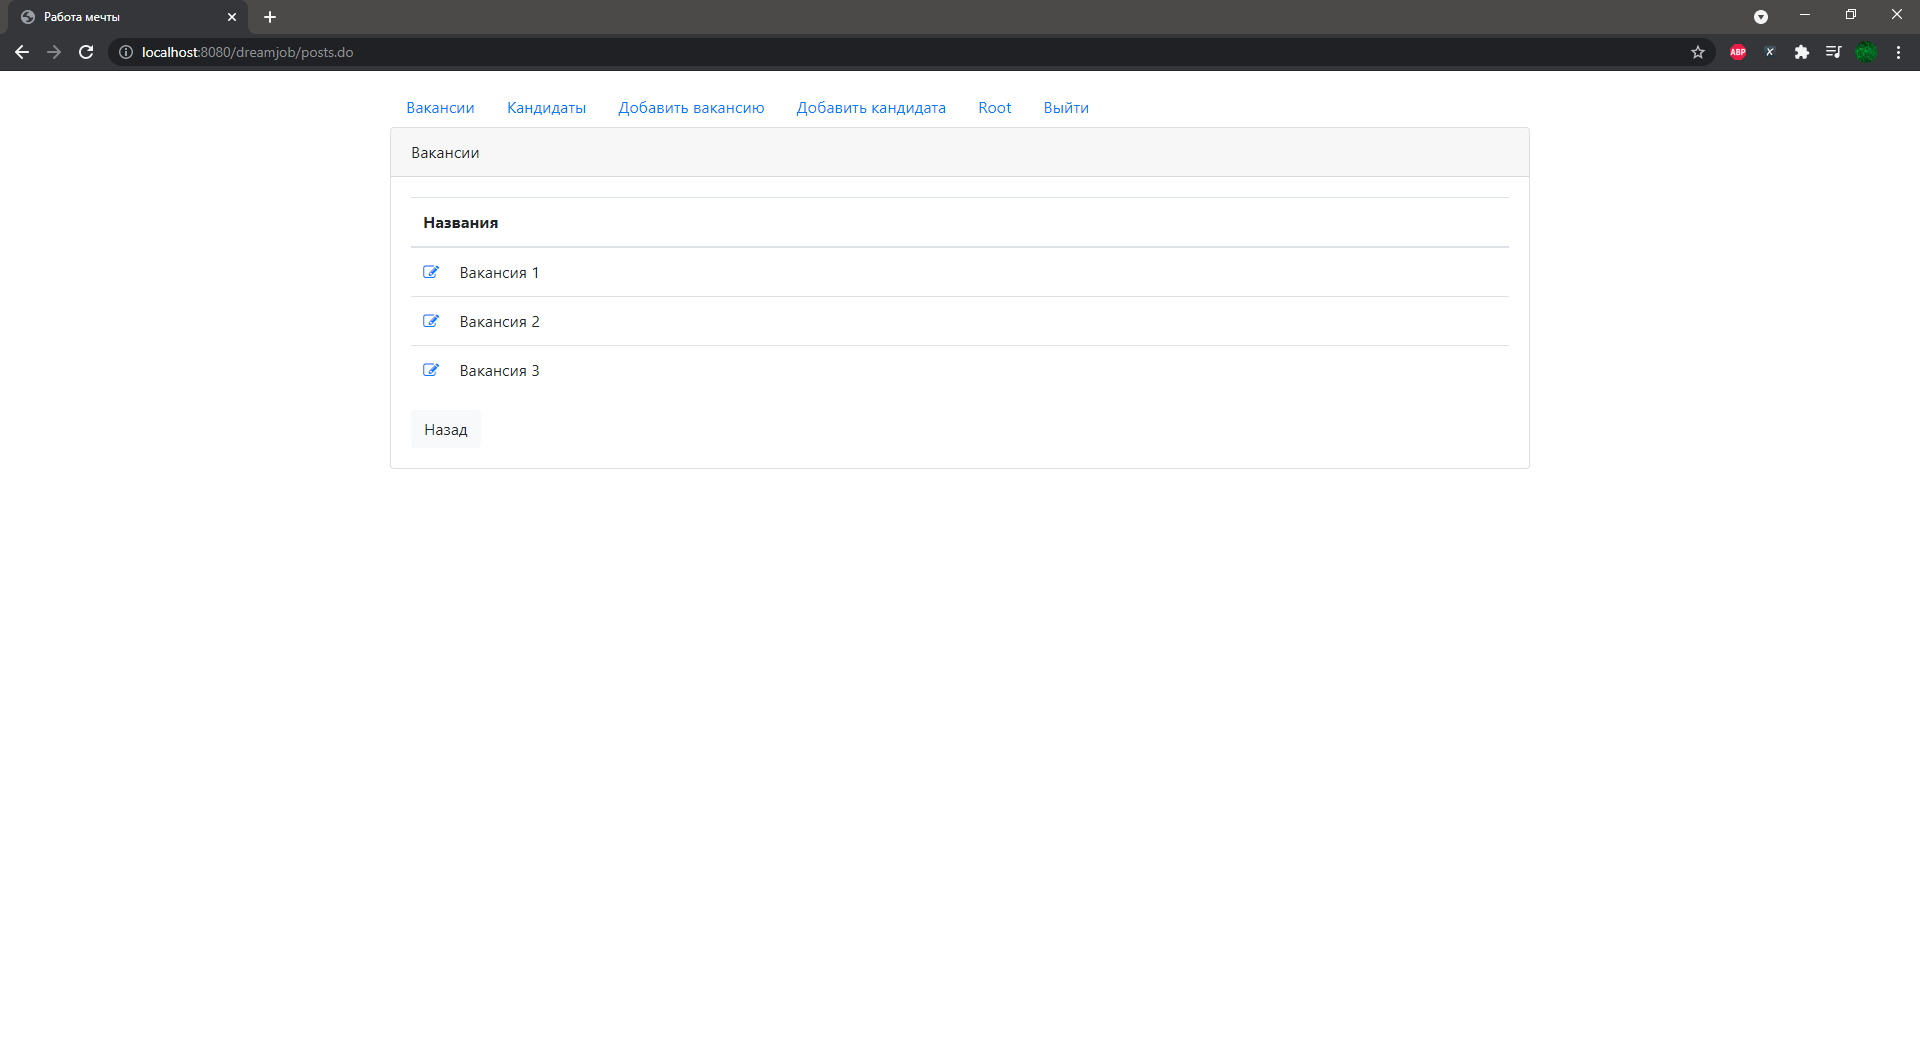 Работа мечты
localhost:8080/dreamjob/posts.do
ABP
X
Вакансии Кандидаты Добавить вакансию Добавить кандидата Root Выйти
Вакансии
Названия
Вакансия 1
Вакансия 2
Вакансия 3
Назад